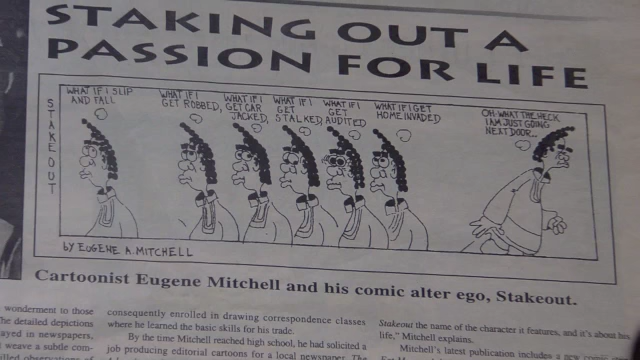 STAKING OUT A
PASSION FOR LIFE
STAKEOUT
WHAT IF I SLIP
AND FALL
WHAT IF I
GET ROBBED,
WHAT IF I
GET CAR
JACKED,
WHAT IF I
GET
STALKED,
WHAT IF I
GET
AUDITED
WHAT IF I GET
HOME INVADED
OH WHAT THE HECK
I AM JUST GOING
NEXT DOOR...
by EUGENE A. MITCHELL
Cartoonist Eugene Mitchell and his comic alter ego, Stakeout.
wonderment to those
he detailed depictions
ayed in newspapers,
weave a subtle com-
consequently enrolled in drawing correspondence classes
where he learned the basic skills for his trade.
By the time Mitchell reached high school, he had solicited a
job producing editorial cartoons for a local newspaper. The
Stakeout the name of the character it features, and it's about his
life," Mitchell explains.
Mitchell's latest publication includes a